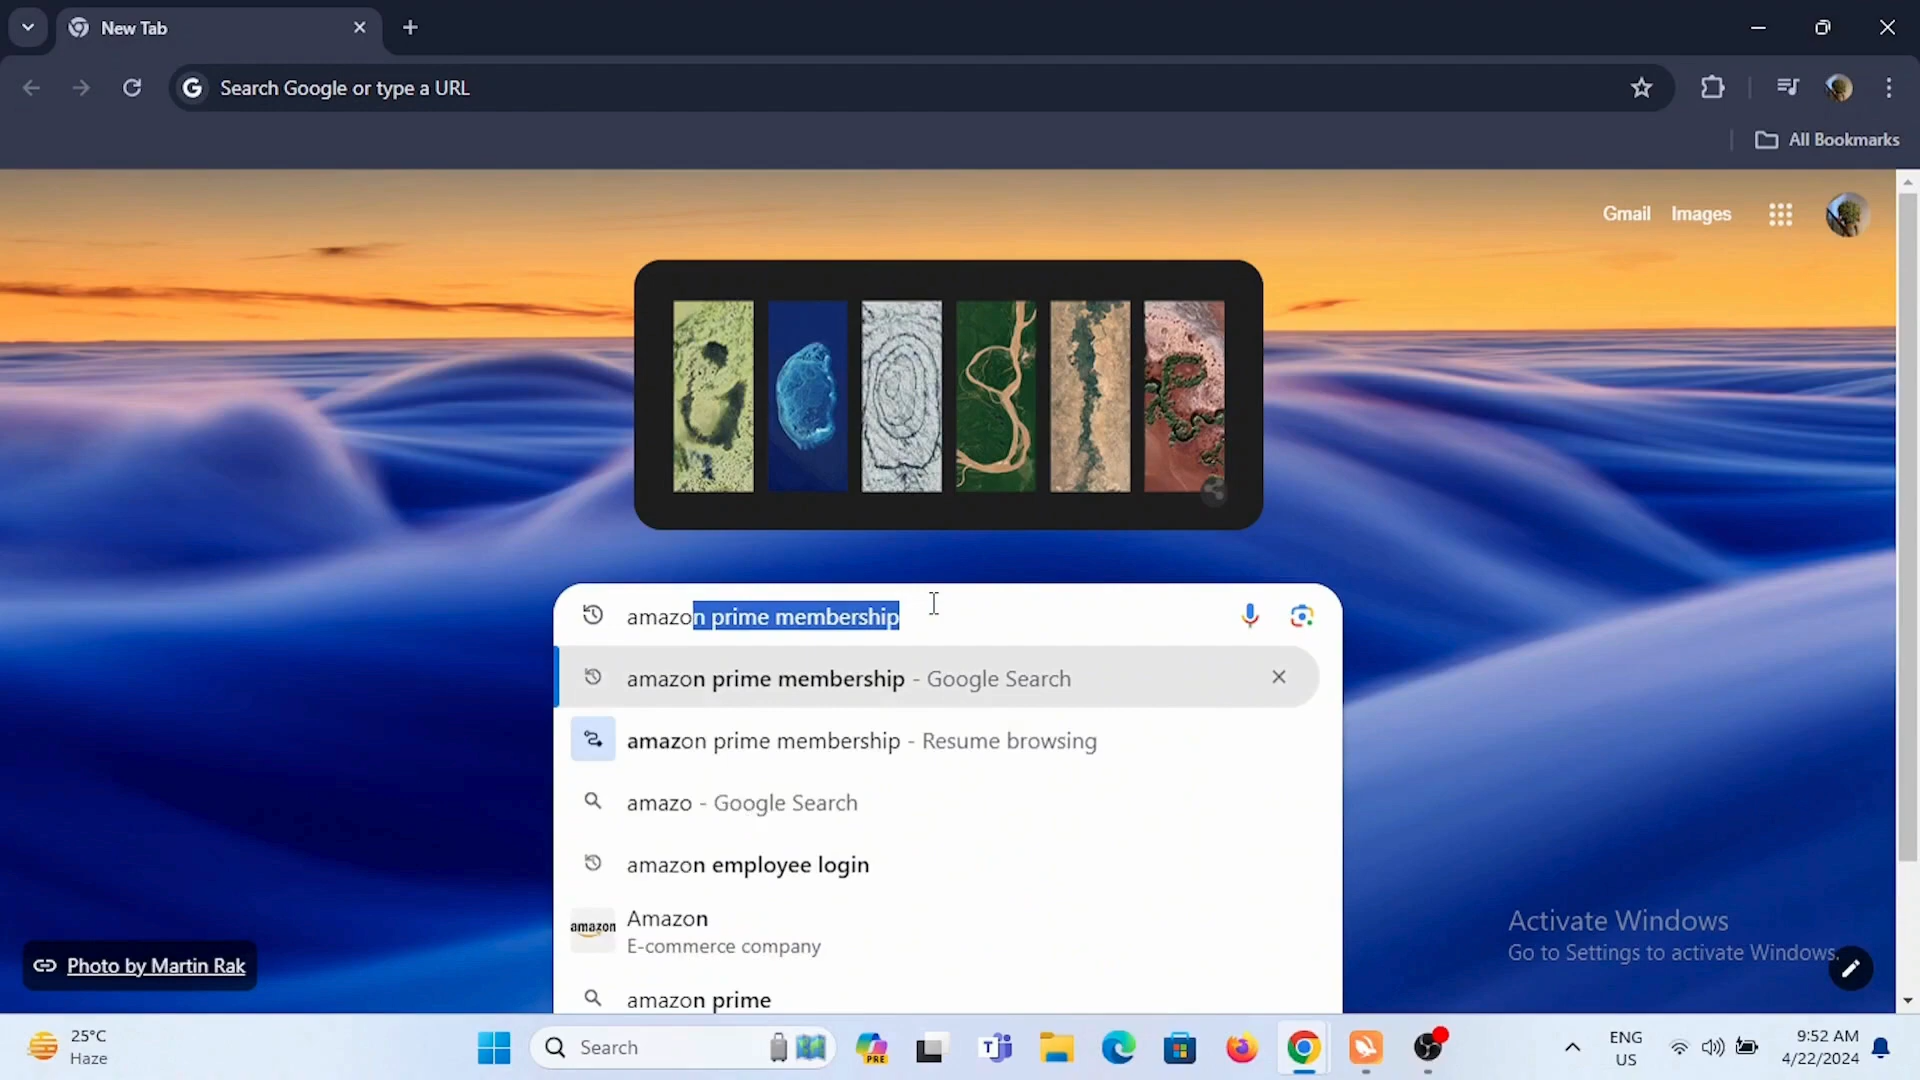 New Tab
Search Google or type a URL
All Bookmarks
Gmail Images
amazon prime membership
amazon prime membership - Google Search
amazon prime membership - Resume browsing
amazo - Google Search
amazon employee login
amazon
Amazon
E-commerce company
amazon prime
Photo by Martin Rak
Activate Windows
Go to Settings to activate Windows.
25°C
Haze
Search
PRE
ENG
US
9:52 AM
4/22/2024